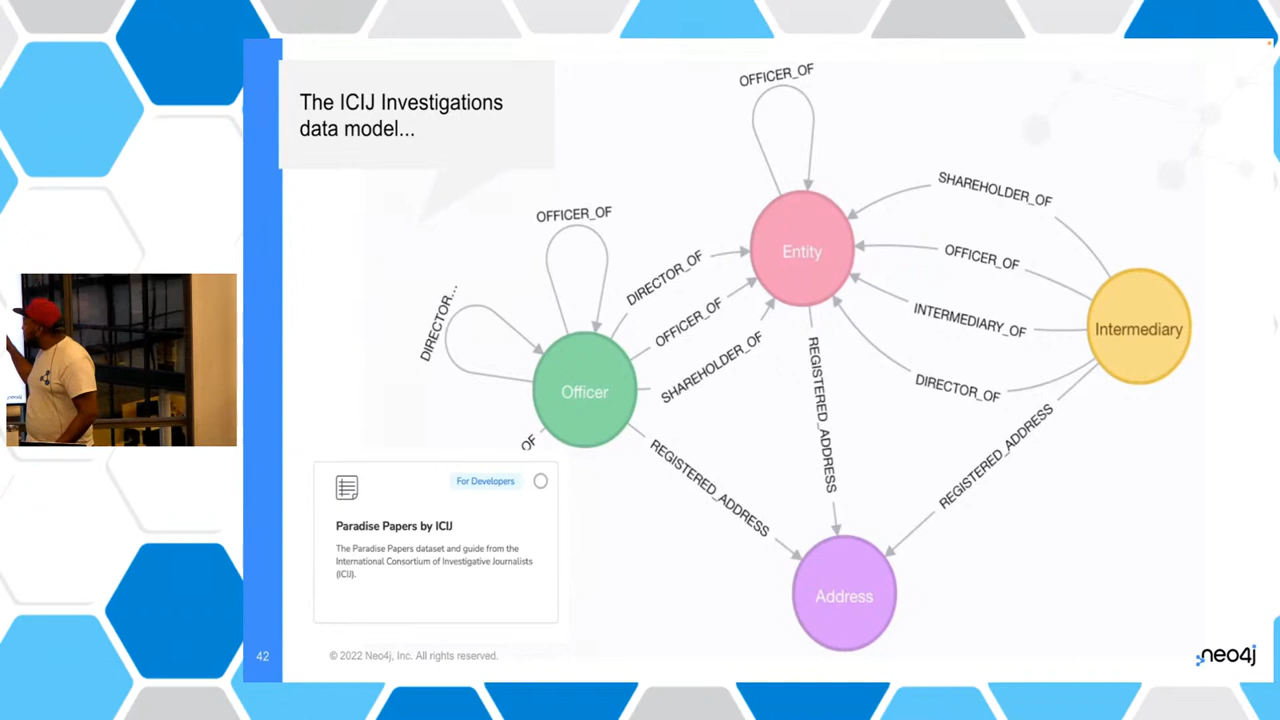 The ICIJ Investigations
data model...
OFFICER_OF
SHAREHOLDER_OF
OFFICER_OF
Entity
DIRECTOR_OF
OFFICER_OF
DIRECTOR...
OFFICER_OF
INTERMEDIARY_OF
Intermediary
SHAREHOLDER_OF
DIRECTOR_OF
Officer
REGISTERED_ADDRESS
REGISTERED_ADDRESS
REGISTERED_ADDRESS
OF
For Developers
Paradise Papers by ICIJ
The Paradise Papers dataset and guide from the
International Consortium of Investigative Journalists
(ICIJ).
Address
42
© 2022 Neo4j, Inc. All rights reserved.
neo4j
neo4j